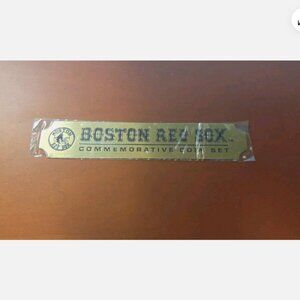 BOSTON RED SOX
COMMEMORATIVE COIN SET